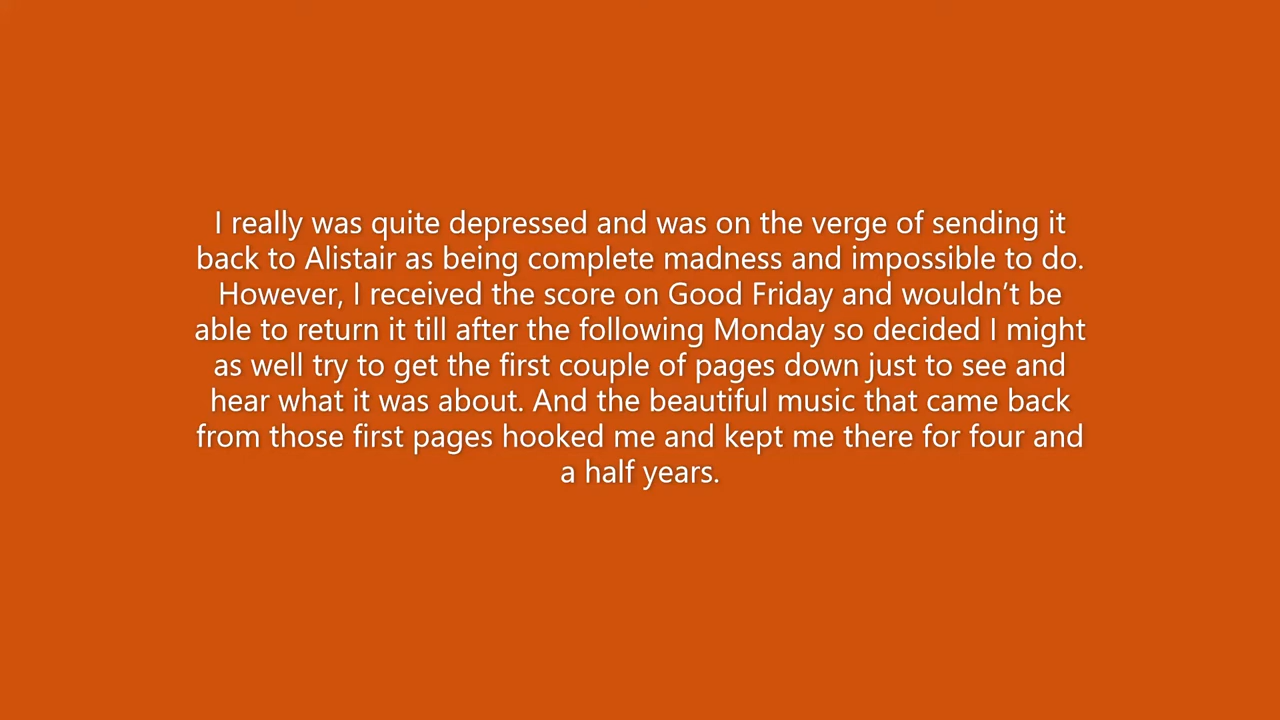 I really was quite depressed and was on the verge of sending it
back to Alistair as being complete madness and impossible to do.
However, I received the score on Good Friday and wouldn’t be
able to return it till after the following Monday so decided I might
as well try to get the first couple of pages down just to see and
hear what it was about. And the beautiful music that came back
from those first pages hooked me and kept me there for four and
a half years.